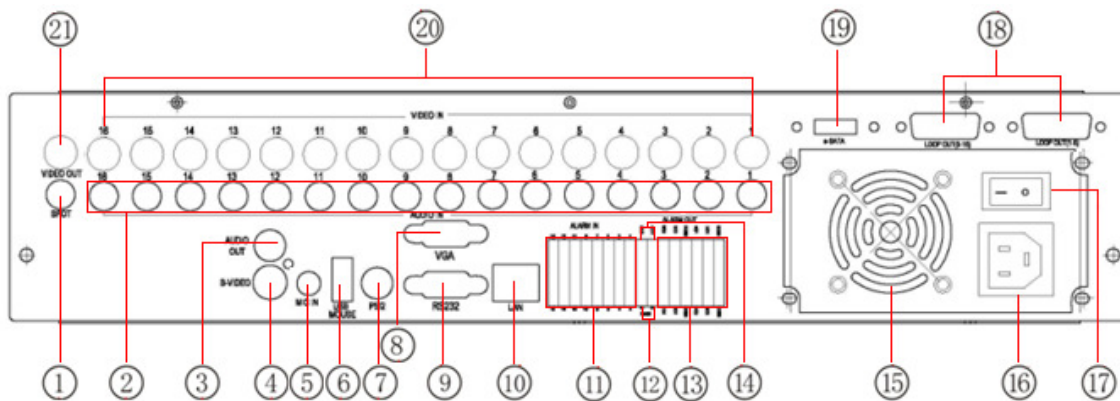 21 20 19 18
VIDEO IN
16 15 14 13 12 11 10 9 8 7 6 5 4 3 2 1
e-SATA LOOP OUT(9-16) LOOP OUT(1-8)
VIDEO OUT
16 15 14 13 12 11 10 9 8 7 6 5 4 3 2 1
SPOT
AUDIO IN
ALARM IN ALARM OUT
AUDIO OUT
VGA
S-VIDEO
MIC IN
USB MOUSE
PS/2
RS232
LAN
8
1 2 3 4 5 6 7 9 10 11 12 13 14 15 16 17